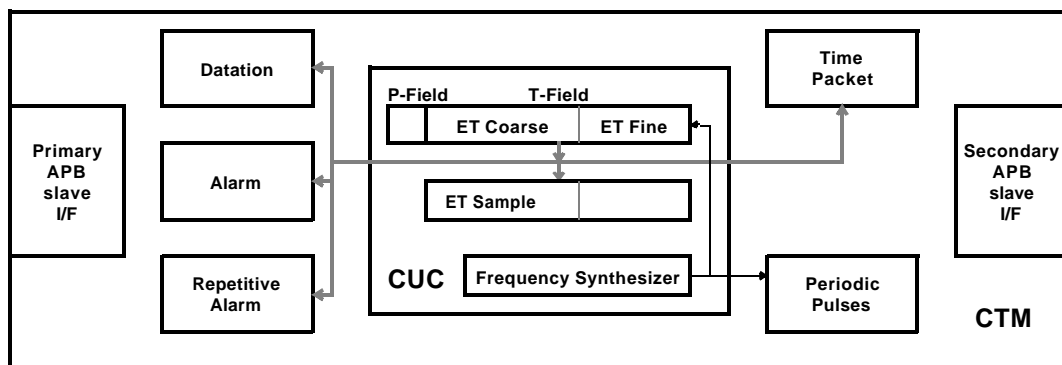 Primary
APB
slave
I/F
Datation
Alarm
Repetitive
Alarm
P-Field
T-Field
ET Coarse
ET Fine
ET Sample
Frequency Synthesizer
CUC
Time
Packet
Periodic
Pulses
Secondary
APB
slave
I/F
CTM